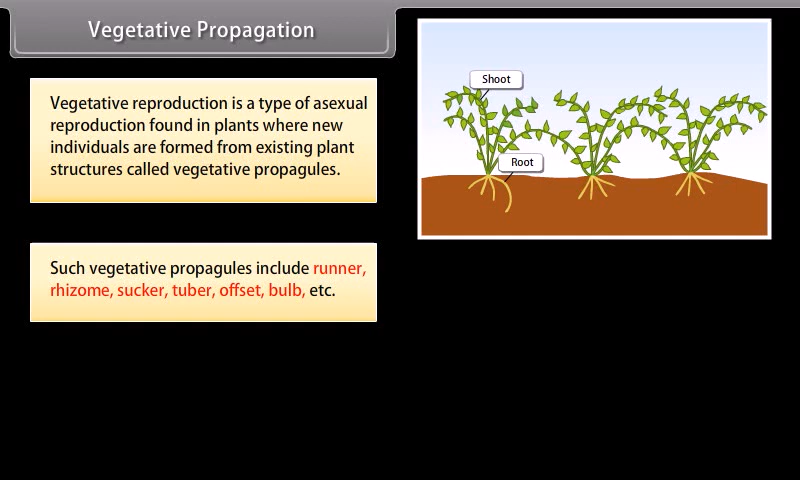 Vegetative Propagation
Vegetative reproduction is a type of asexual
reproduction found in plants where new
individuals are formed from existing plant
structures called vegetative propagules.
Such vegetative propagules include runner,
rhizome, sucker, tuber, offset, bulb, etc.
Shoot
Root